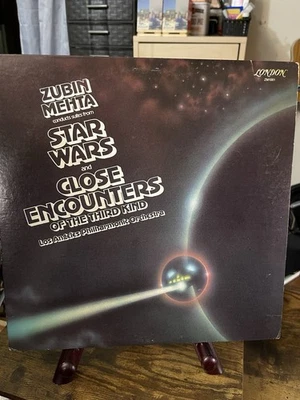 ZUBIN
MEHTA
conducts suites from
STAR
WARS
and
CLOSE
ENCOUNTERS
OF THE THIRD KIND
Los Angeles Philharmonic Orchestra
LONDON